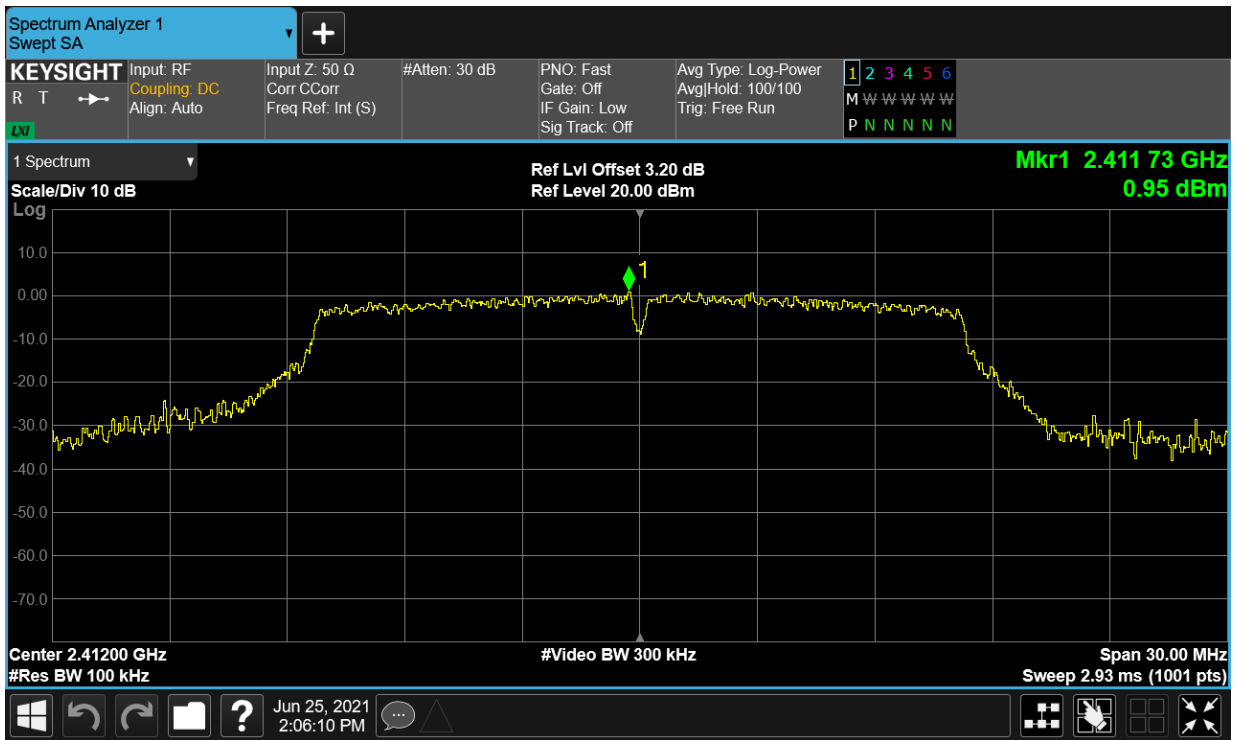 Spectrum Analyzer 1
Swept SA
+
KEYSIGHT
R T
LXI
Input: RF
Coupling: DC
Align: Auto
Input Z: 50 Ω
Corr CCorr
Freq Ref: Int (S)
#Atten: 30 dB
PNO: Fast
Gate: Off
IF Gain: Low
Sig Track: Off
Avg Type: Log-Power
Avg|Hold: 100/100
Trig: Free Run
1 2 3 4 5 6
M W W W W W
P N N N N N
1 Spectrum
Scale/Div 10 dB
Log
Ref Lvl Offset 3.20 dB
Ref Level 20.00 dBm
Mkr1 2.411 73 GHz
0.95 dBm
1
10.0
0.00
-10.0
-20.0
-30.0
-40.0
-50.0
-60.0
-70.0
Center 2.41200 GHz
#Res BW 100 kHz
#Video BW 300 kHz
Span 30.00 MHz
Sweep 2.93 ms (1001 pts)
?
Jun 25, 2021
2:06:10 PM